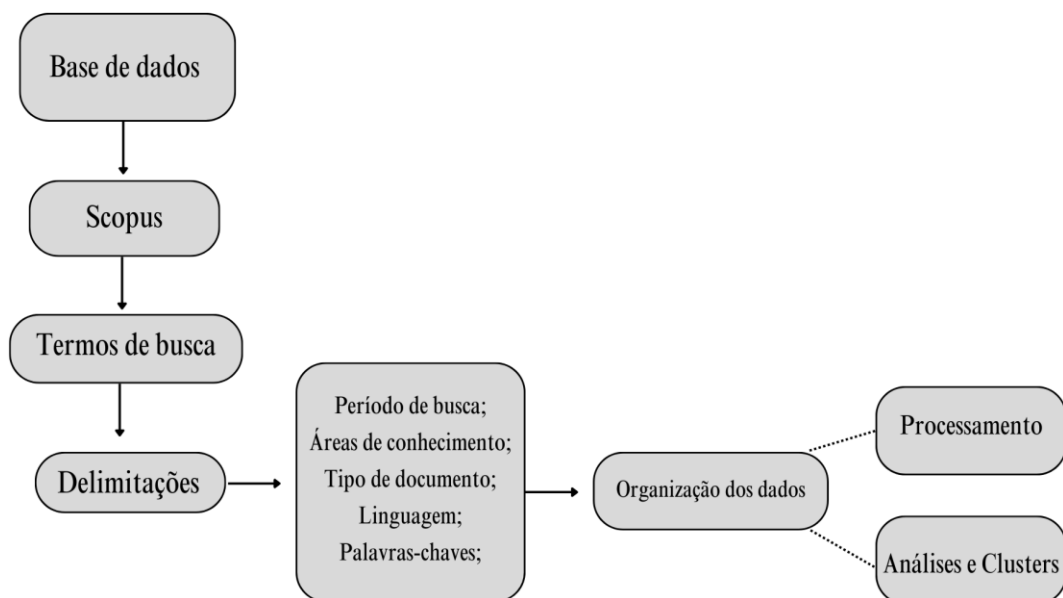 Base de dados
Scopus
Termos de busca
Delimitações
Período de busca;
Áreas de conhecimento;
Tipo de documento;
Linguagem;
Palavras-chaves;
Organização dos dados
Processamento
Análises e Clusters